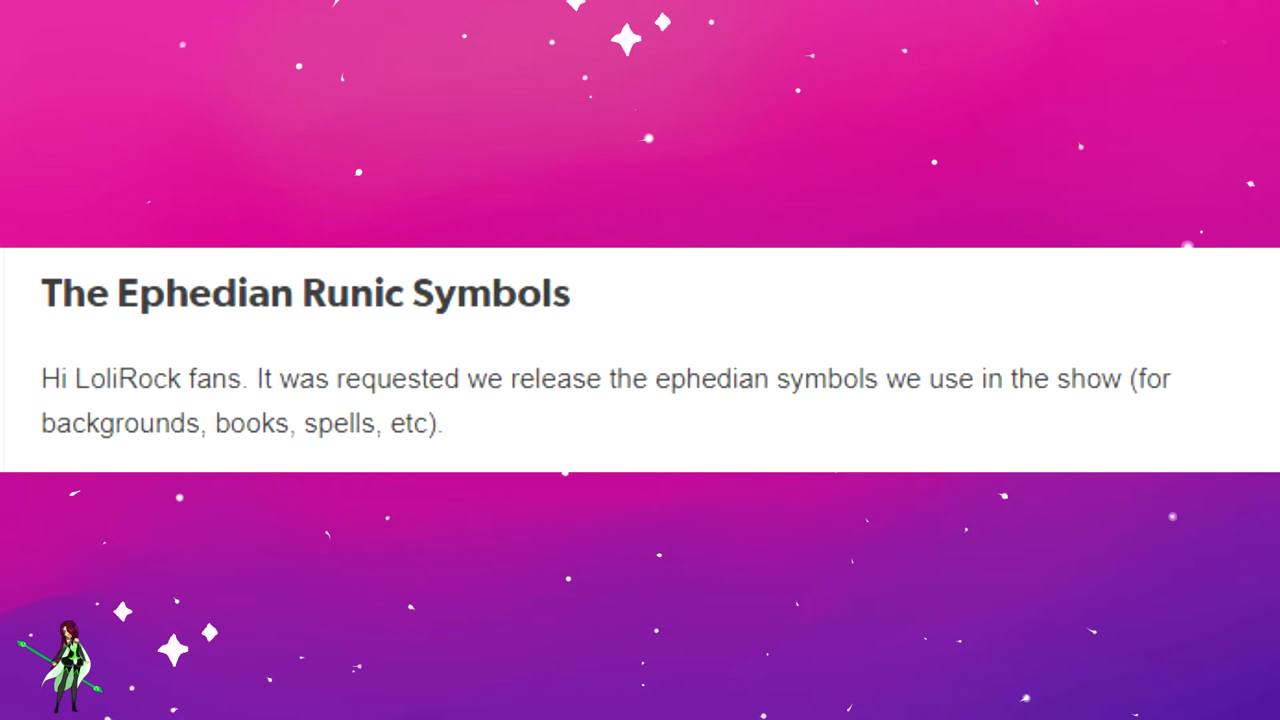 The Ephedian Runic Symbols
Hi LoliRock fans. It was requested we release the ephedian symbols we use in the show (for
backgrounds, books, spells, etc).